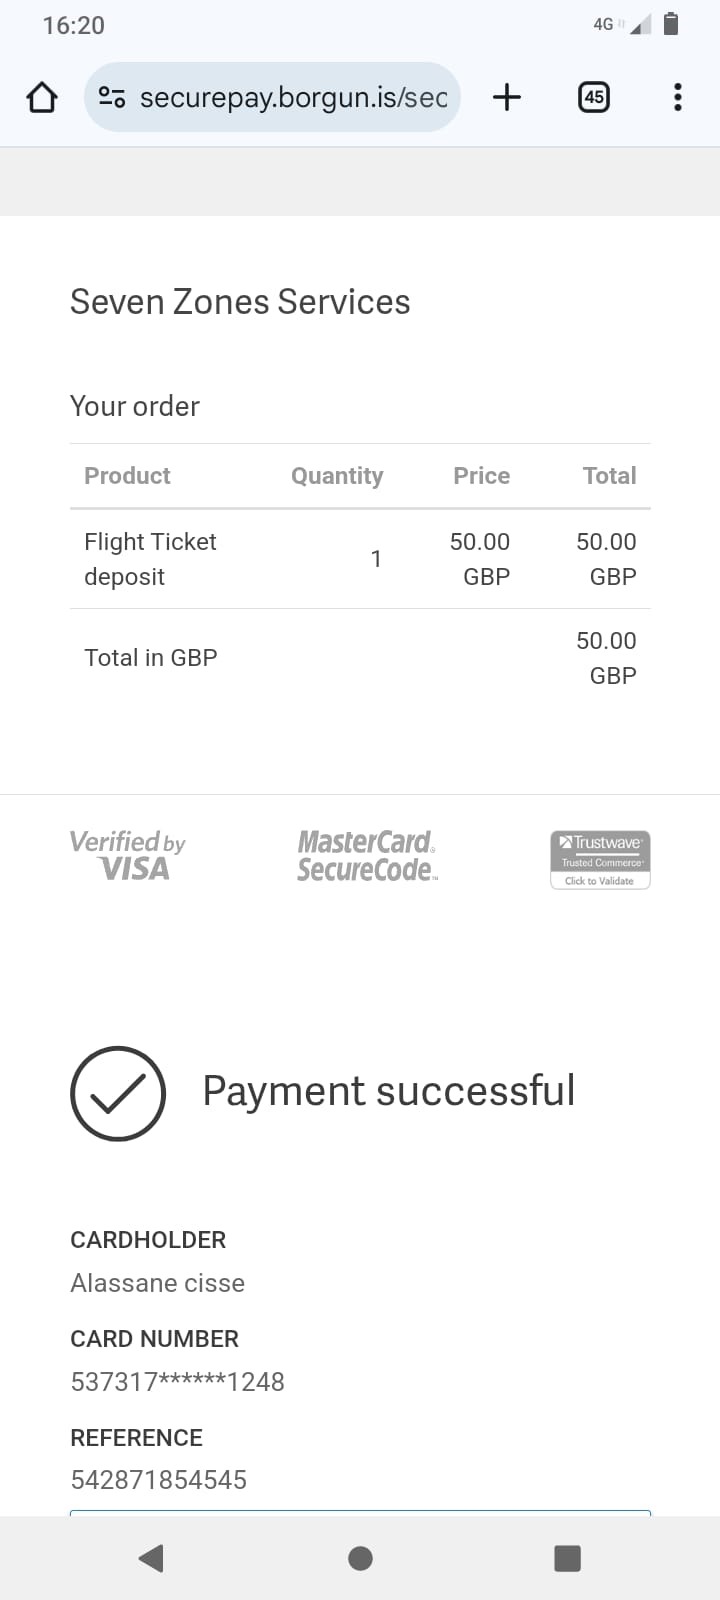 16:20
4G
securepay.borgun.is/sec
45
Seven Zones Services
Your order
Product Quantity Price Total
Flight Ticket deposit 1 50.00 GBP 50.00 GBP
Total in GBP 50.00 GBP
Verified by
VISA
MasterCard.
SecureCode.™
Trustwave
Trusted Commerce
Click to Validate
Payment successful
CARDHOLDER
Alassane cisse
CARD NUMBER
537317******1248
REFERENCE
542871854545